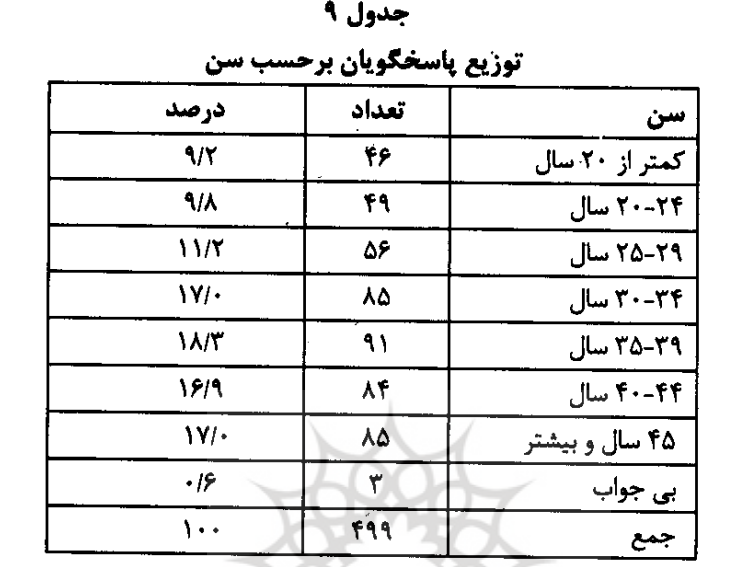 جدول ۹
توزیع پاسخگویان برحسب سن
سن تعداد درصد
کمتر از ۲۰ سال ۴۶ ۹/۲
۲۰-۲۴ سال ۴۹ ۹/۸
۲۵-۲۹ سال ۵۶ ۱۱/۲
۳۰-۳۴ سال ۸۵ ۱۷/۰
۳۵-۳۹ سال ۹۱ ۱۸/۳
۴۰-۴۴ سال ۸۴ ۱۶/۹
۴۵ سال و بیشتر ۸۵ ۱۷/۰
بی جواب ۳ ۰/۶
جمع ۴۹۹ ۱۰۰